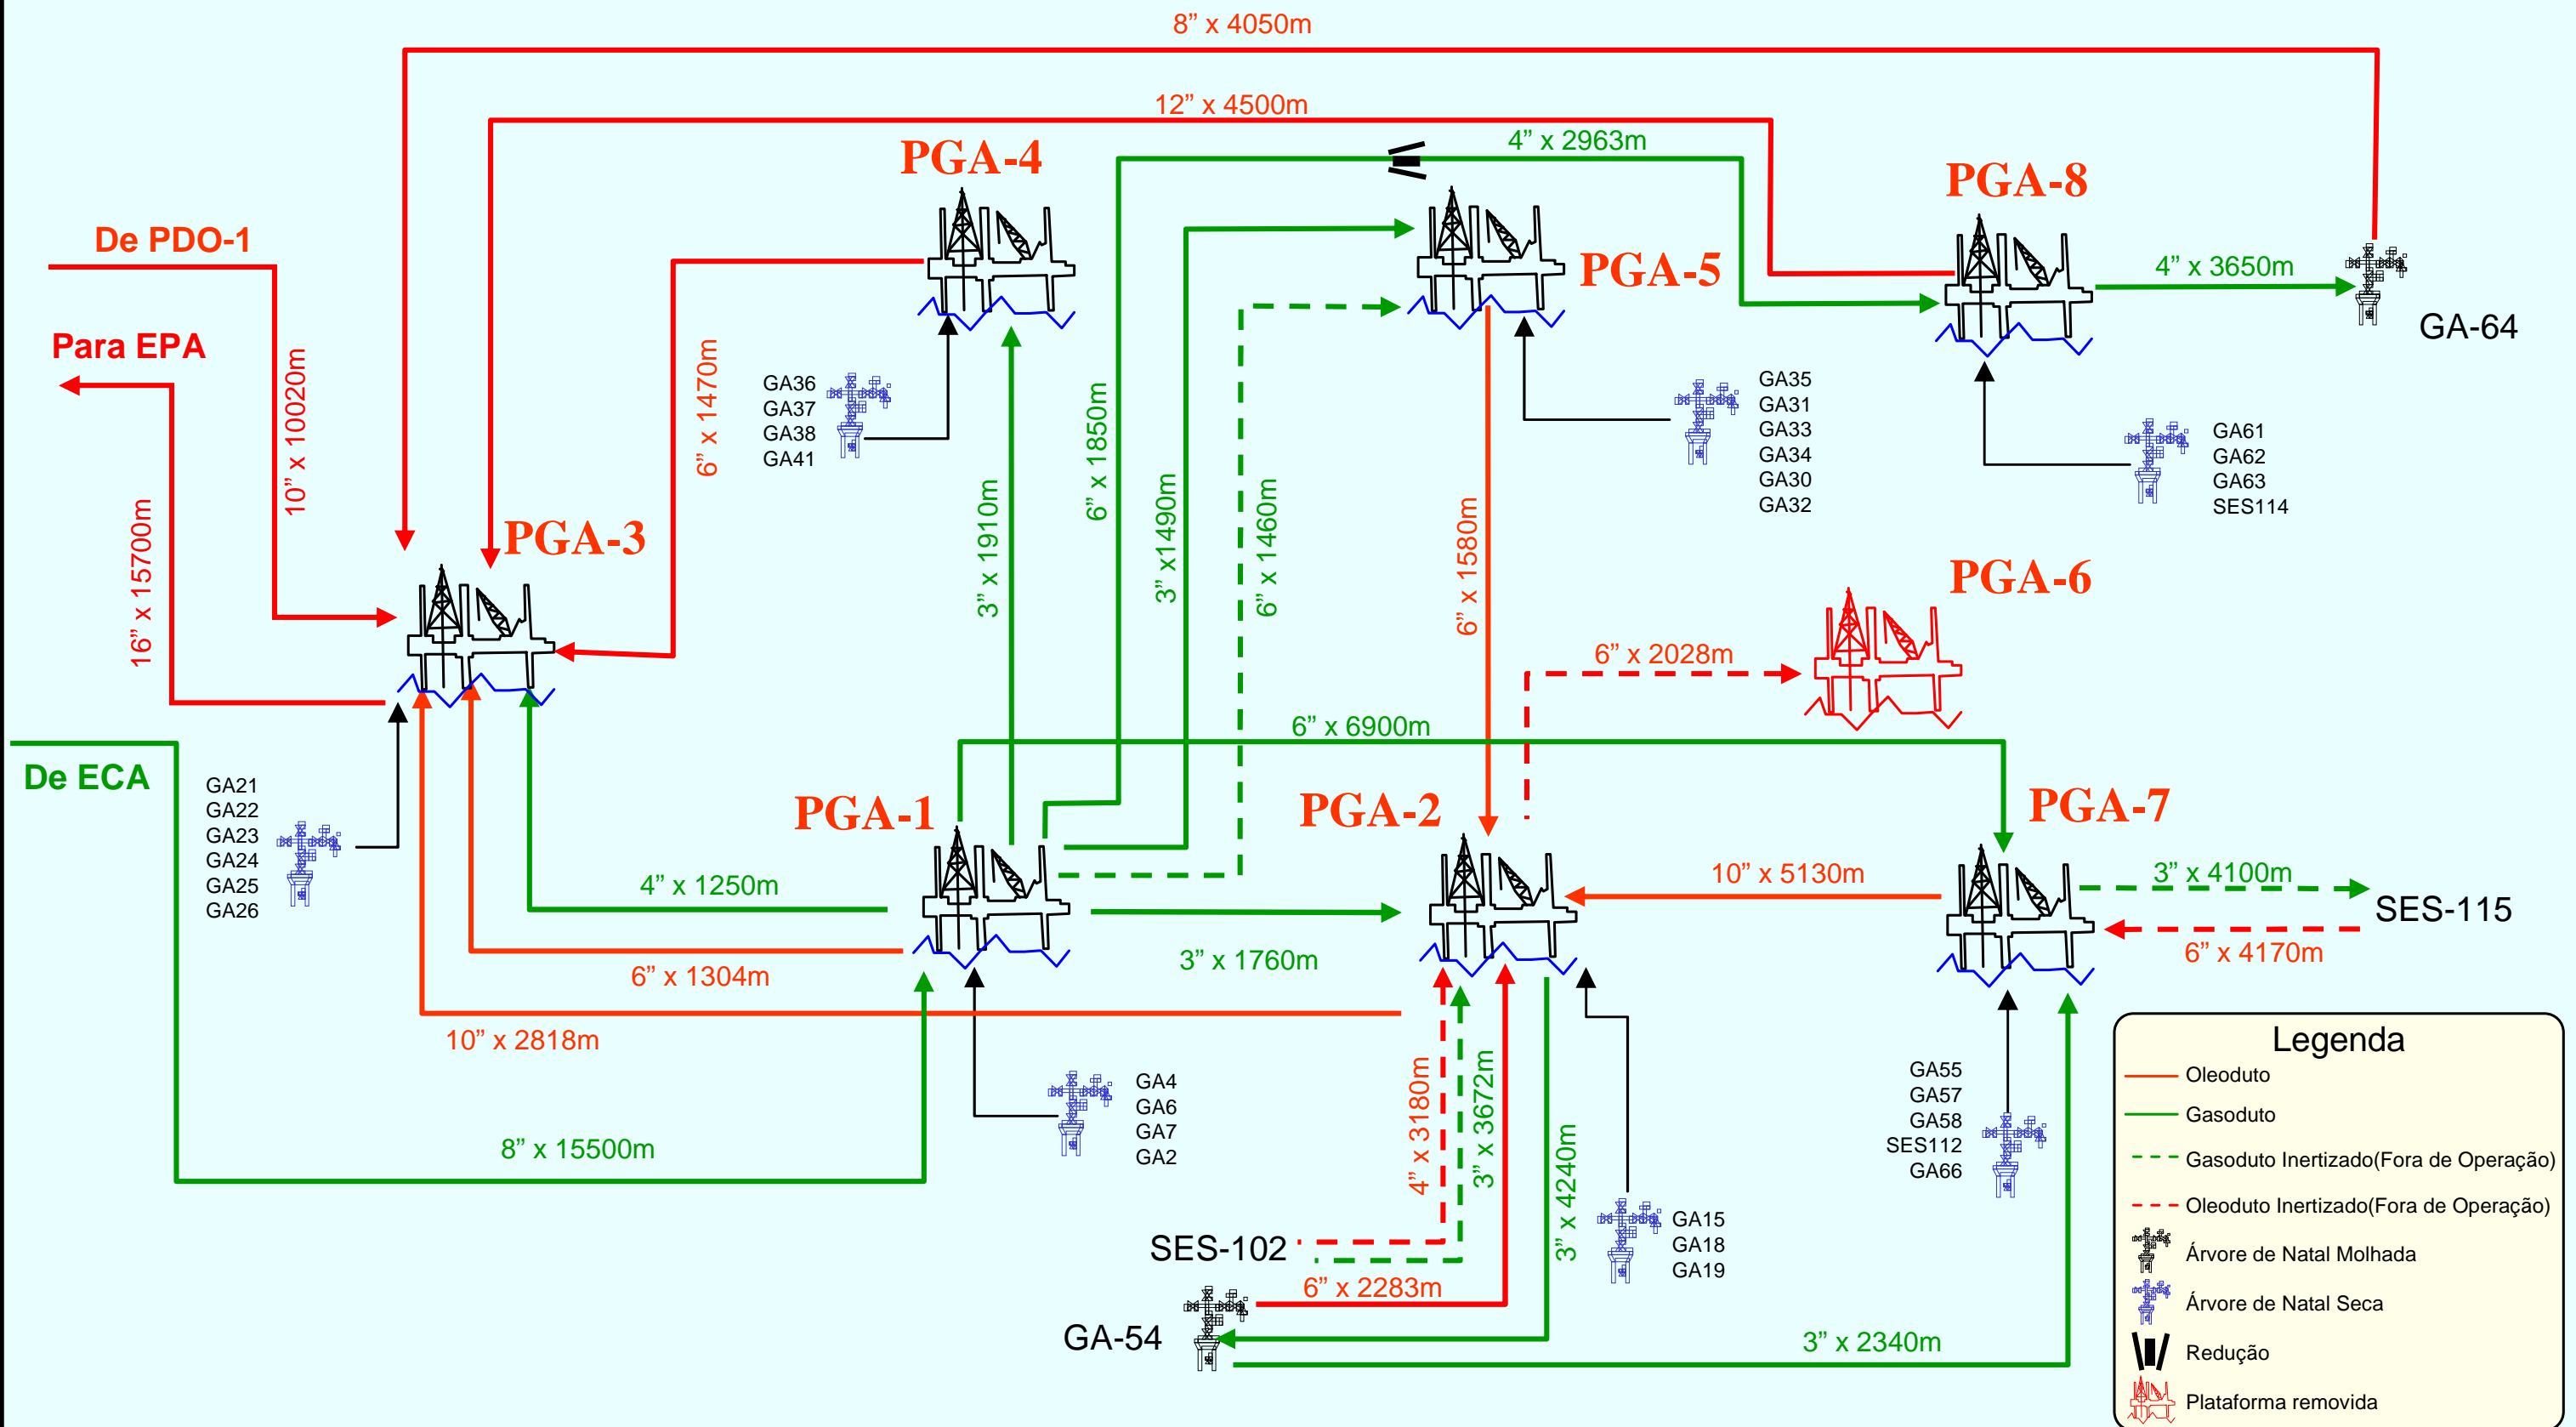 8” x 4050m
12” x 4500m
4” x 2963m
PGA-4
PGA-8
De PDO-1
PGA-5
4” x 3650m
GA-64
Para EPA
10” x 10020m
6” x 1470m
GA36
GA37
GA38
GA41
6” x 1850m
GA35
GA31
GA33
GA34
GA30
GA32
GA61
GA62
GA63
SES114
16” x 15700m
3” x 1910m
3” x1490m
6” x 1460m
6” x 1580m
PGA-3
PGA-6
6” x 2028m
6” x 6900m
De ECA
GA21
GA22
GA23
GA24
GA25
GA26
PGA-1
PGA-2
PGA-7
4” x 1250m
10” x 5130m
3” x 4100m
SES-115
6” x 4170m
6” x 1304m
3” x 1760m
10” x 2818m
GA4
GA6
GA7
GA2
4” x 3180m
3” x 3672m
3” x 4240m
GA55
GA57
GA58
SES112
GA66
8” x 15500m
GA15
GA18
GA19
SES-102
6” x 2283m
GA-54
3” x 2340m
Legenda
Oleoduto
Gasoduto
Gasoduto Inertizado(Fora de Operação)
Oleoduto Inertizado(Fora de Operação)
Árvore de Natal Molhada
Árvore de Natal Seca
Redução
Plataforma removida